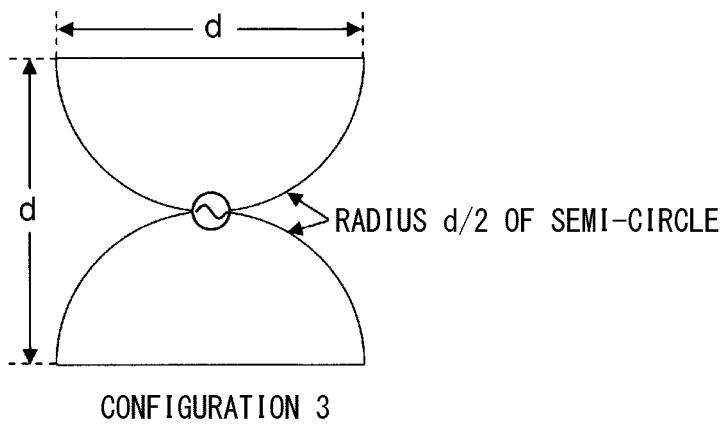 d
d
RADIUS d/2 OF SEMI-CIRCLE
CONFIGURATION 3